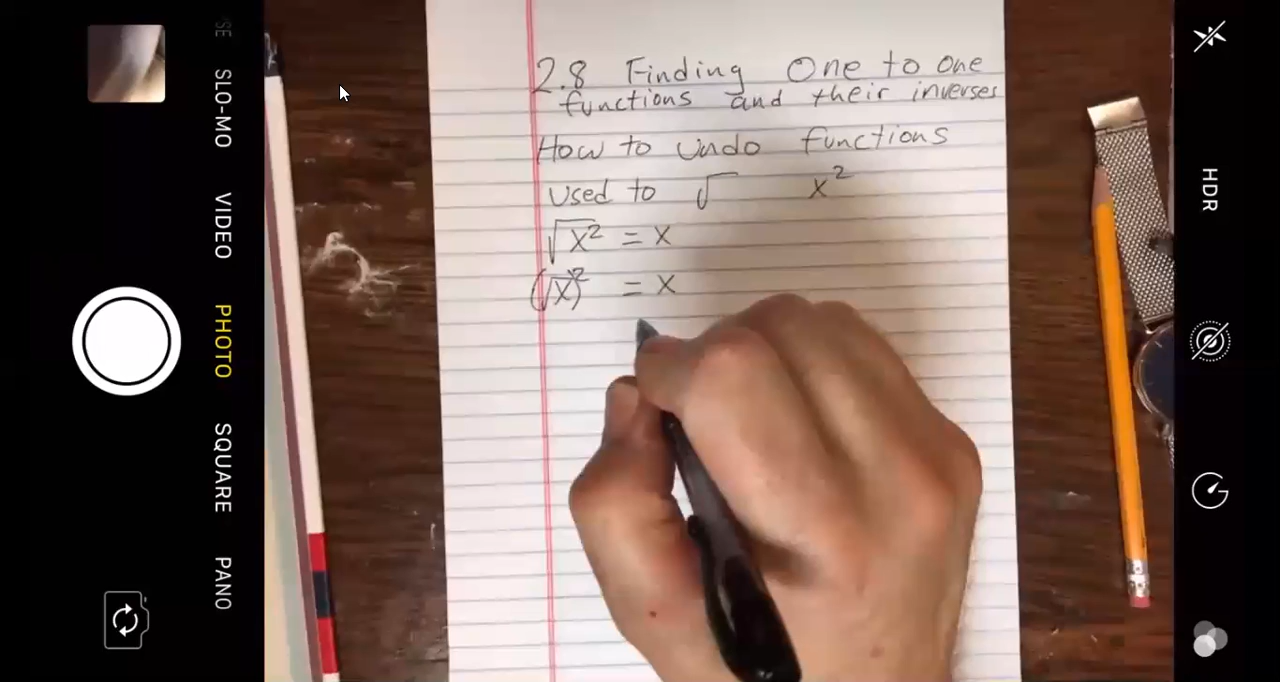 SE
SLO-MO
VIDEO
PHOTO
SQUARE
PANO
HDR
2.8 Finding One to one
functions and their inverses
How to undo functions
used to √ x²
√x² = x
(√x)² = x